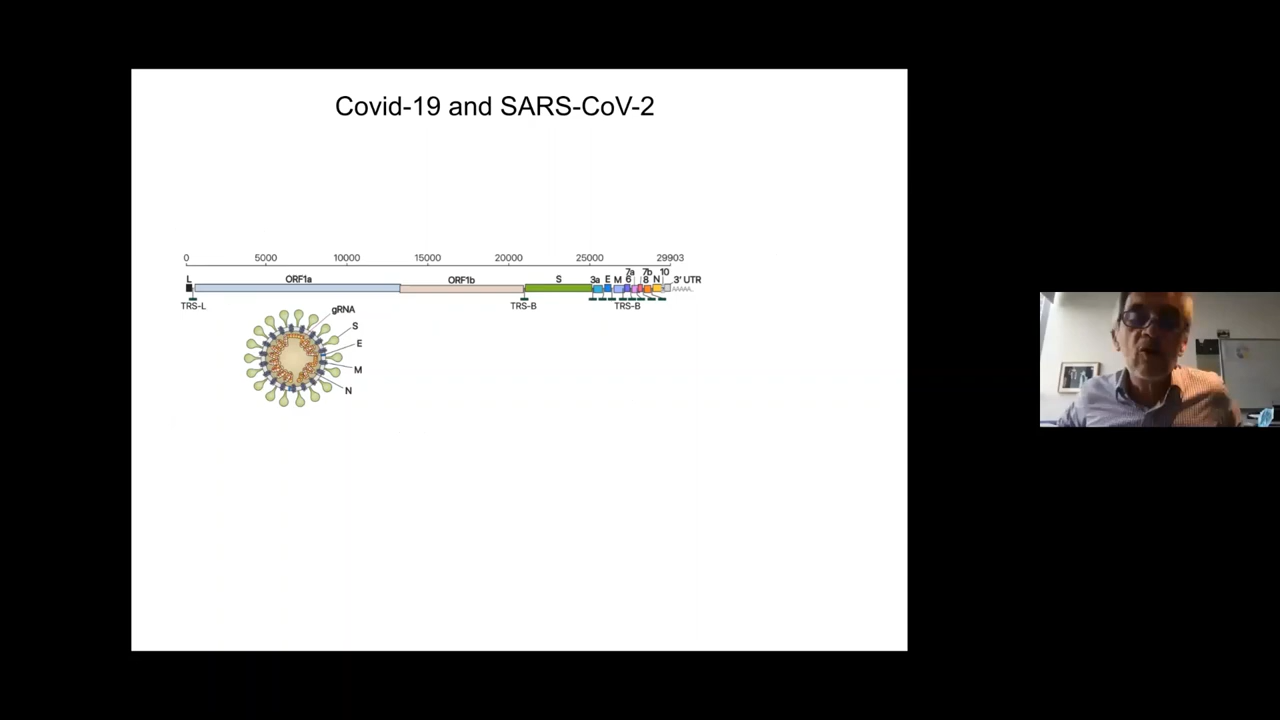 Covid-19 and SARS-CoV-2
0 5000 10000 15000 20000 25000 29903
7a 7b 10
L ORF1a ORF1b S 3a E M 6 8 N 3' UTR
AAAAA..
TRS-L TRS-B TRS-B
gRNA
S
E
M
N